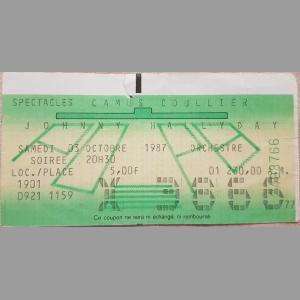 SPECTACLES CAMUS COULLIER
JOHNNY HALLYDAY
SAMEDI 03 OCTOBRE 1987 ORCHESTRE
SOIREE 20H30
LOC./PLACE 5,00F 01 230,00
1901
0921 1159
Ce coupon ne sera ni échangé, ni remboursé